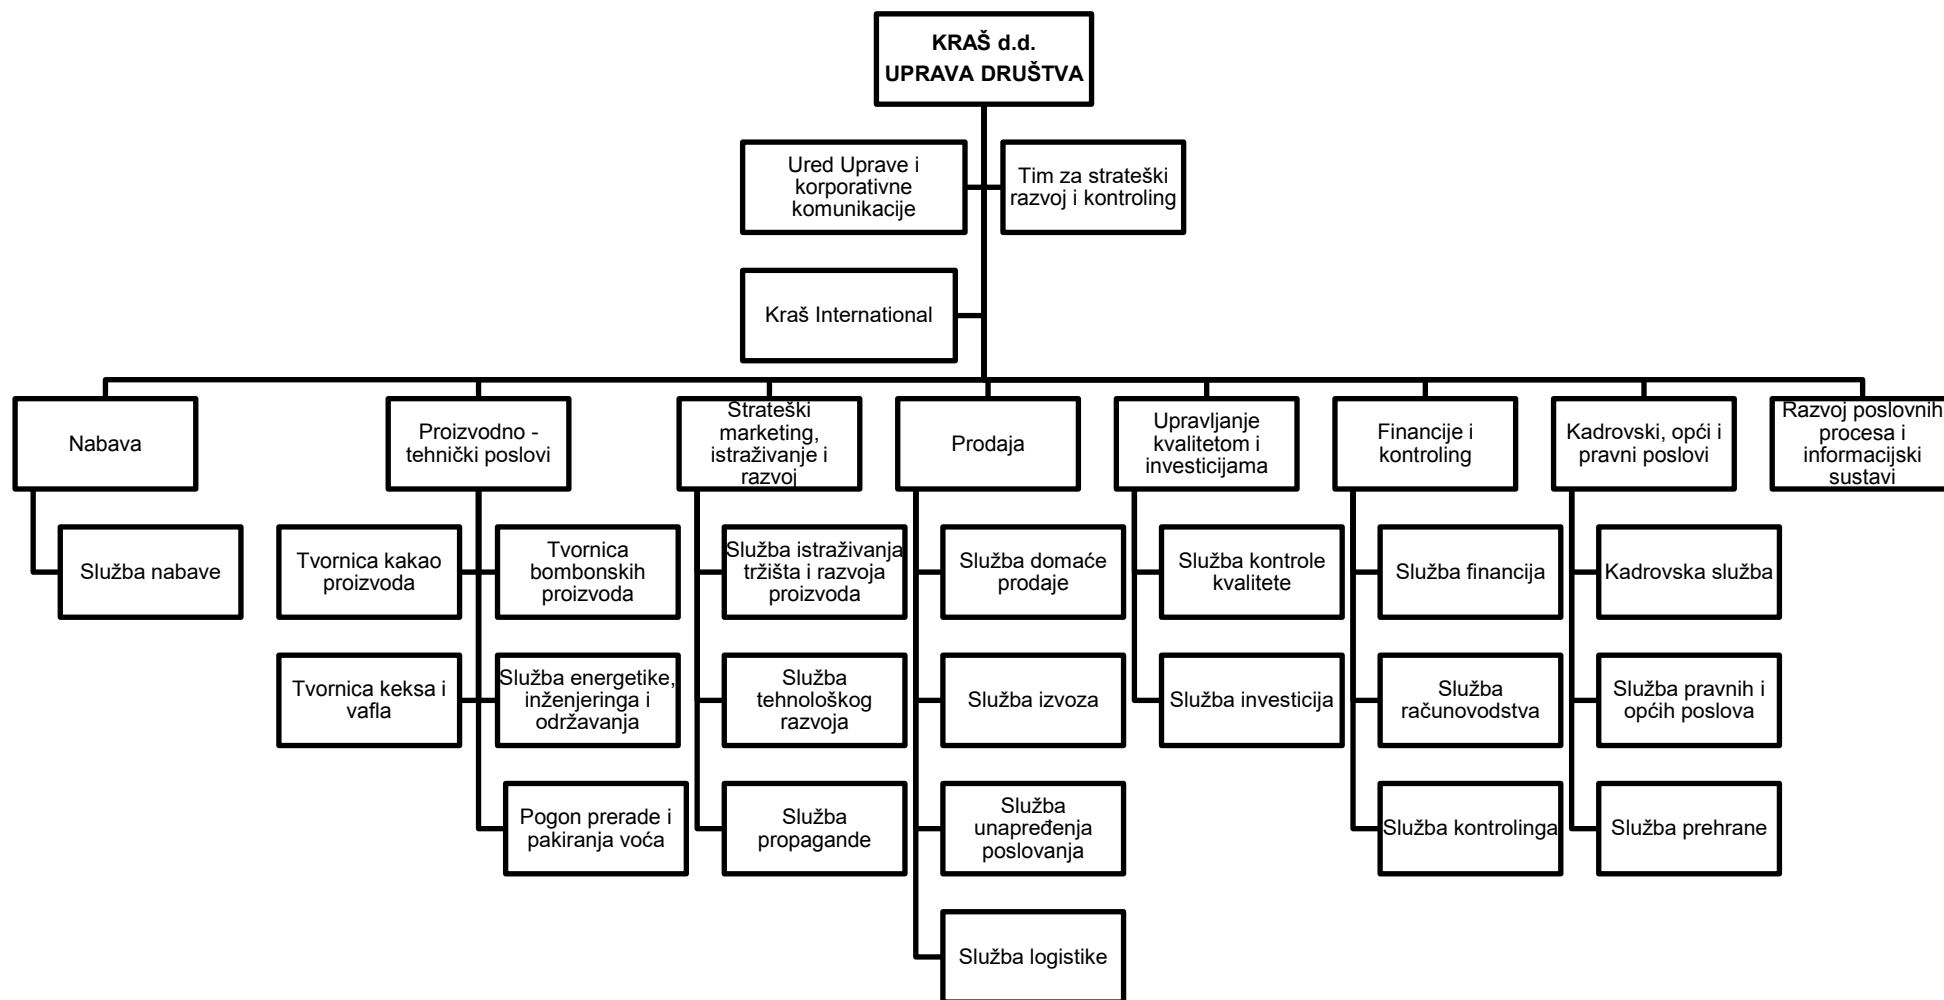 KRAŠ d.d.
UPRAVA DRUŠTVA
Ured Uprave i
korporativne
komunikacije
Tim za strateški
razvoj i kontroling
Kraš International
Nabava
Proizvodno -
tehnički poslovi
Strateški
marketing,
istraživanje i
razvoj
Prodaja
Upravljanje
kvalitetom i
investicijama
Financije i
kontroling
Kadrovski, opći i
pravni poslovi
Razvoj poslovnih
procesa i
informacijski
sustavi
Služba nabave
Tvornica kakao
proizvoda
Tvornica
bombonskih
proizvoda
Služba istraživanja
tržišta i razvoja
proizvoda
Služba domaće
prodaje
Služba kontrole
kvalitete
Služba financija
Kadrovska služba
Tvornica keksa i
vafla
Služba energetike,
inženjeringa i
održavanja
Služba
tehnološkog
razvoja
Služba izvoza
Služba investicija
Služba
računovodstva
Služba pravnih i
općih poslova
Pogon prerade i
pakiranja voća
Služba
propagande
Služba
unapređenja
poslovanja
Služba kontrolinga
Služba prehrane
Služba logistike